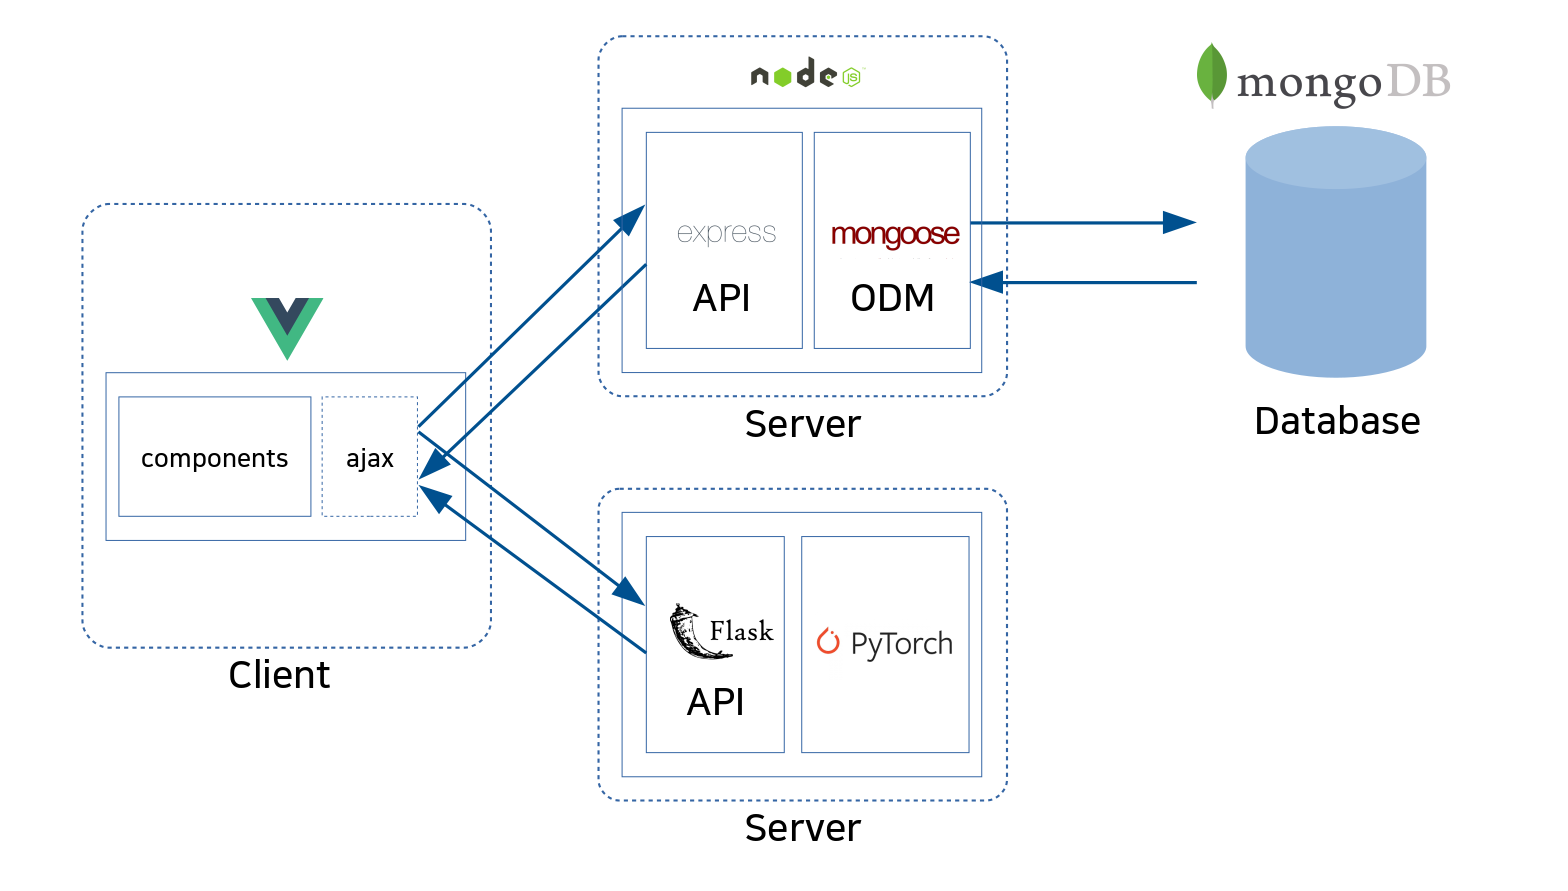 node
JS
mongoDB
express
API
mongoose
ODM
Server
Database
components
ajax
Client
Flask
API
PyTorch
Server